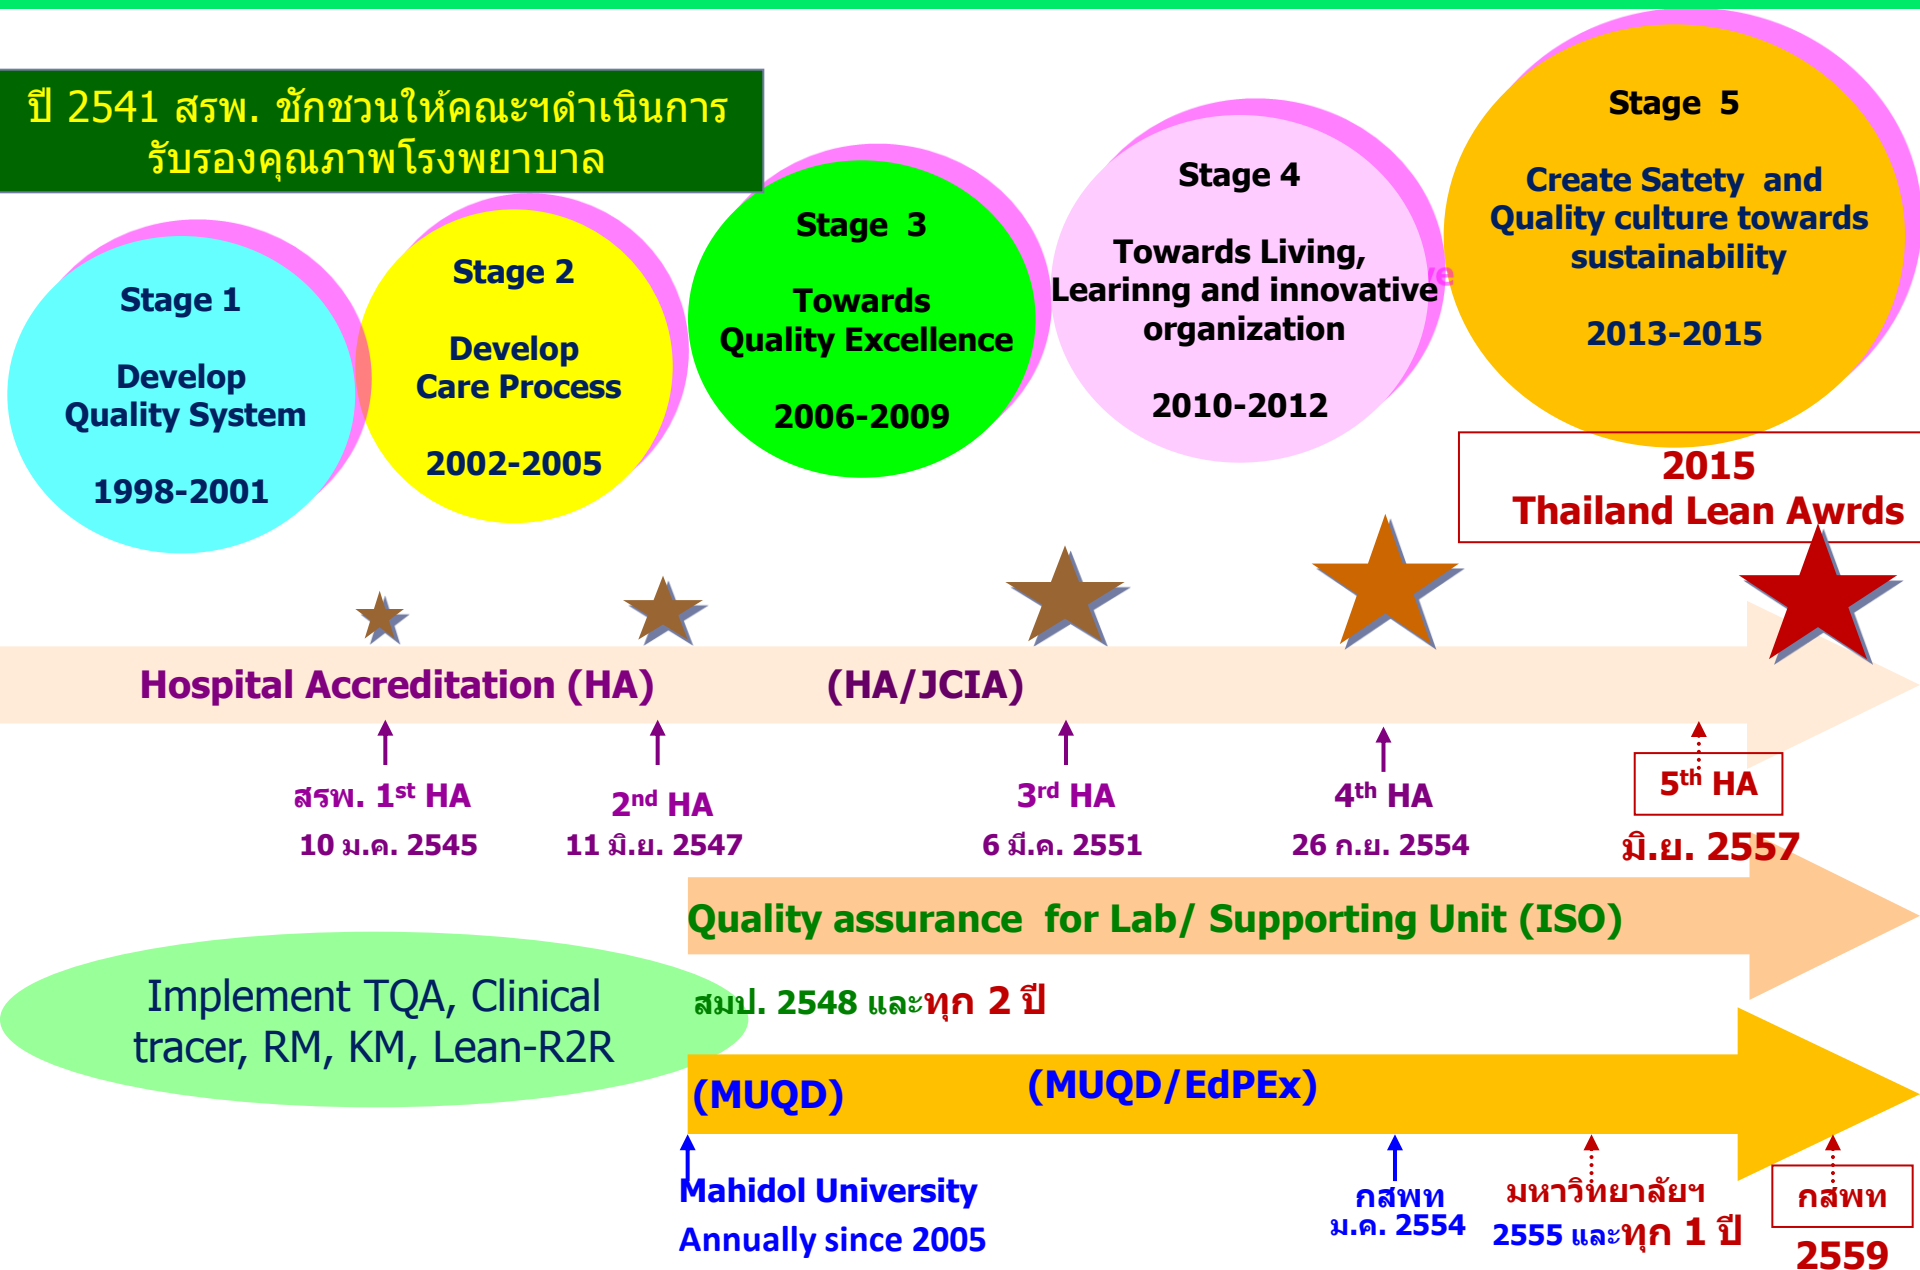 ปี 2541 สรพ. ชักชวนให้คณะฯดำเนินการ
รับรองคุณภาพโรงพยาบาล
Stage 1
Develop
Quality System
1998-2001
Stage 2
Develop
Care Process
2002-2005
Stage 3
Towards
Quality Excellence
2006-2009
Stage 4
Towards Living,
Learinng and innovative
organization
2010-2012
Stage 5
Create Satety and
Quality culture towards
sustainability
2013-2015
2015
Thailand Lean Awrds
Hospital Accreditation (HA)
(HA/JCIA)
สรพ. 1st HA
10 ม.ค. 2545
2nd HA
11 มิ.ย. 2547
3rd HA
6 มี.ค. 2551
4th HA
26 ก.ย. 2554
5th HA
มิ.ย. 2557
Quality assurance for Lab/ Supporting Unit (ISO)
สมป. 2548 และทุก 2 ปี
Implement TQA, Clinical
tracer, RM, KM, Lean-R2R
(MUQD)
(MUQD/EdPEx)
Mahidol University
Annually since 2005
กสพท
ม.ค. 2554
มหาวิทยาลัยฯ
2555 และทุก 1 ปี
กสพท
2559